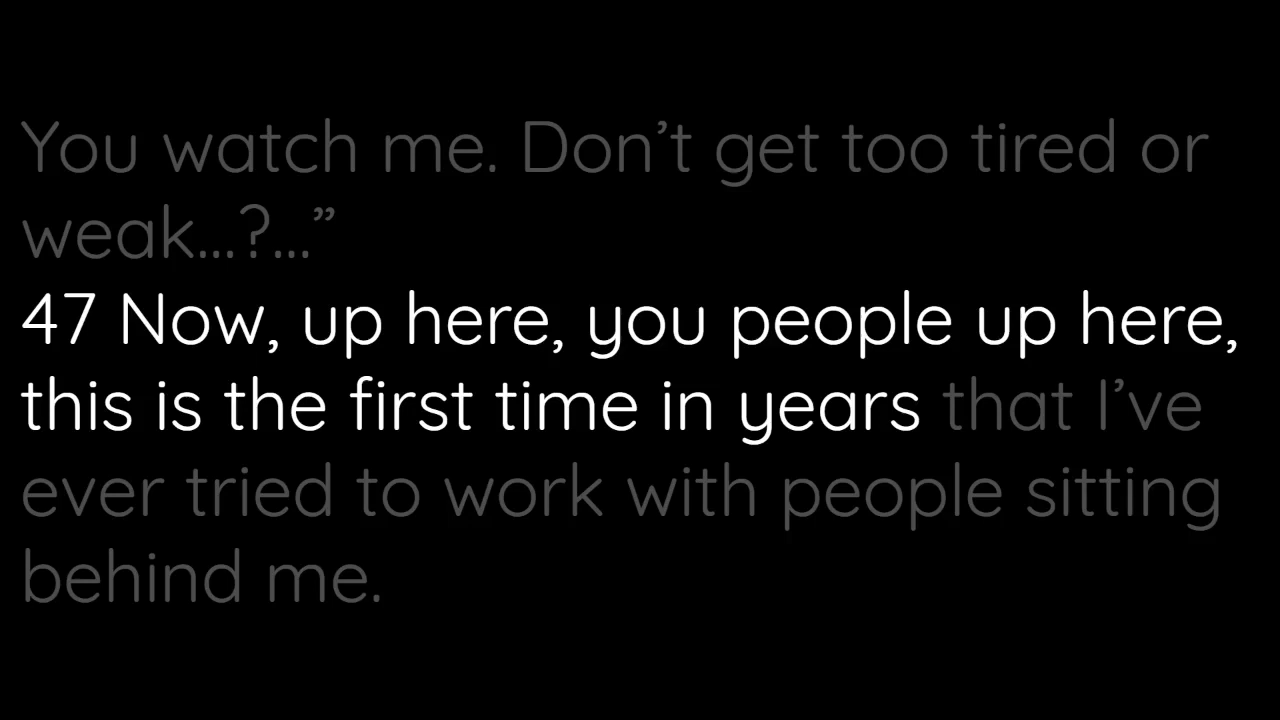 You watch me. Don’t get too tired or
weak...?...”
47 Now, up here, you people up here,
this is the first time in years that I’ve
ever tried to work with people sitting
behind me.